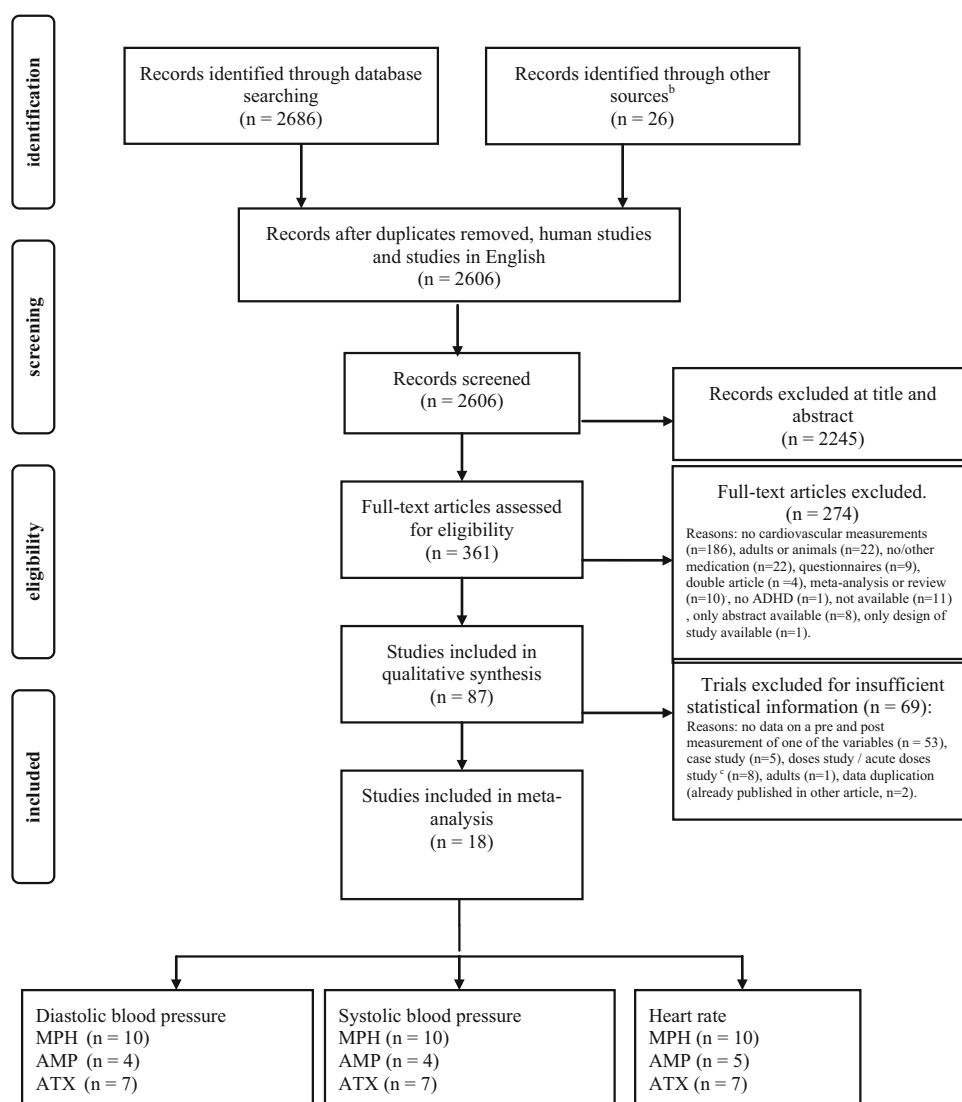 identification
Records identified through database
searching
(n = 2686)
Records identified through other
sourcesᵇ
(n = 26)
Records after duplicates removed, human studies
and studies in English
(n = 2606)
screening
Records screened
(n = 2606)
Records excluded at title and
abstract
(n = 2245)
eligibility
Full-text articles assessed
for eligibility
(n = 361)
Full-text articles excluded.
(n = 274)
Reasons: no cardiovascular measurements
(n=186), adults or animals (n=22), no/other
medication (n=22), questionnaires (n=9),
double article (n =4), meta-analysis or review
(n=10), no ADHD (n=1), not available (n=11)
, only abstract available (n=8), only design of
study available (n=1).
Studies included in
qualitative synthesis
(n = 87)
Trials excluded for insufficient
statistical information (n = 69):
Reasons: no data on a pre and post
measurement of one of the variables (n = 53),
case study (n=5), doses study / acute doses
study ᶜ (n=8), adults (n=1), data duplication
(already published in other article, n=2).
included
Studies included in meta-
analysis
(n = 18)
Diastolic blood pressure
MPH (n = 10)
AMP (n = 4)
ATX (n = 7)
Systolic blood pressure
MPH (n = 10)
AMP (n = 4)
ATX (n = 7)
Heart rate
MPH (n = 10)
AMP (n = 5)
ATX (n = 7)